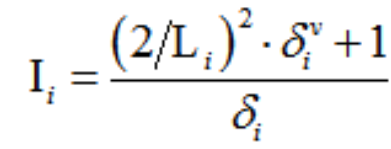 I_i = ((2/L_i)^2 · δ_i^v + 1) / δ_i